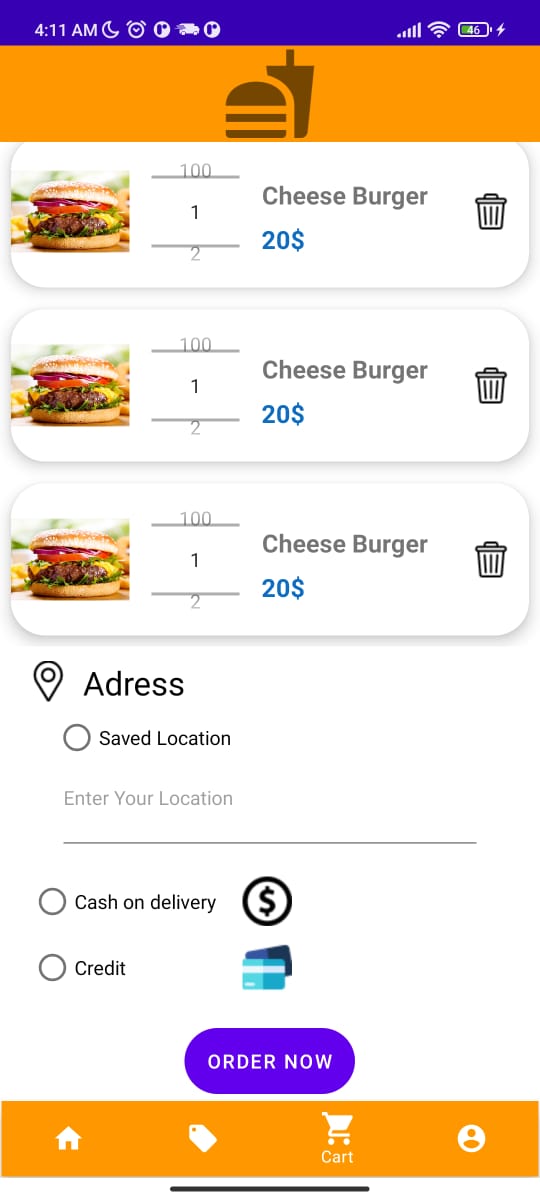 4:11 AM
46
100
1
2
Cheese Burger
20$
100
1
2
Cheese Burger
20$
100
1
2
Cheese Burger
20$
Adress
Saved Location
Enter Your Location
Cash on delivery
$
Credit
ORDER NOW
Cart